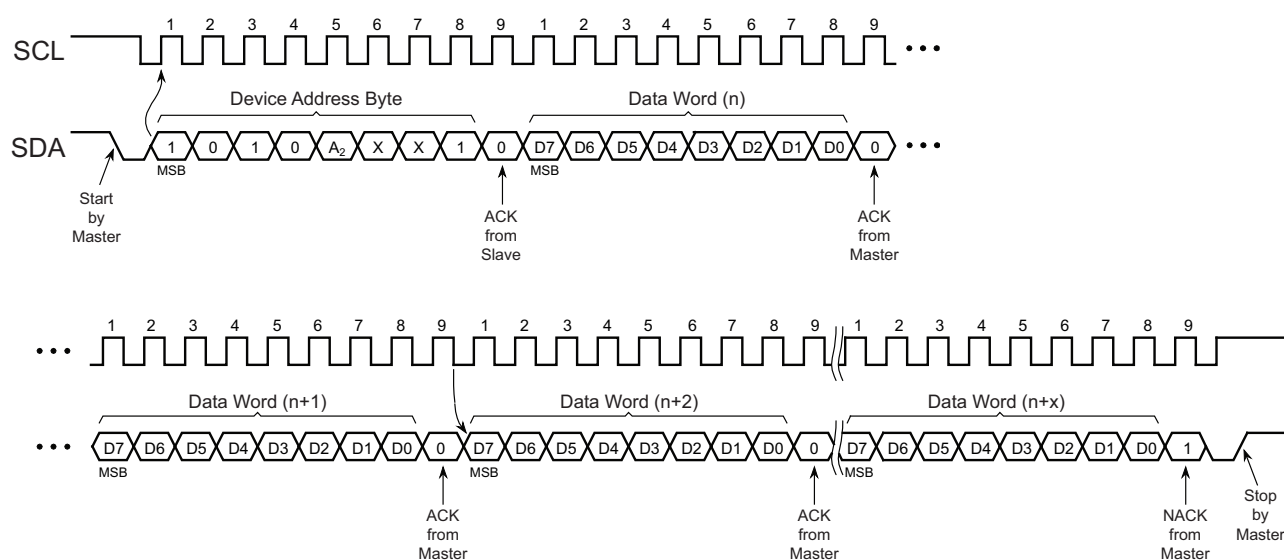 1 2 3 4 5 6 7 8 9 1 2 3 4 5 6 7 8 9
SCL •••
Device Address Byte Data Word (n)
SDA 1 0 1 0 A₂ X X 1 0 D7 D6 D5 D4 D3 D2 D1 D0 0 •••
MSB MSB
Start
by
Master
ACK
from
Slave
ACK
from
Master
1 2 3 4 5 6 7 8 9 1 2 3 4 5 6 7 8 9 1 2 3 4 5 6 7 8 9
•••
Data Word (n+1) Data Word (n+2) Data Word (n+x)
••• D7 D6 D5 D4 D3 D2 D1 D0 0 D7 D6 D5 D4 D3 D2 D1 D0 0 D7 D6 D5 D4 D3 D2 D1 D0 1
MSB MSB MSB
ACK
from
Master
ACK
from
Master
NACK
from
Master
Stop
by
Master